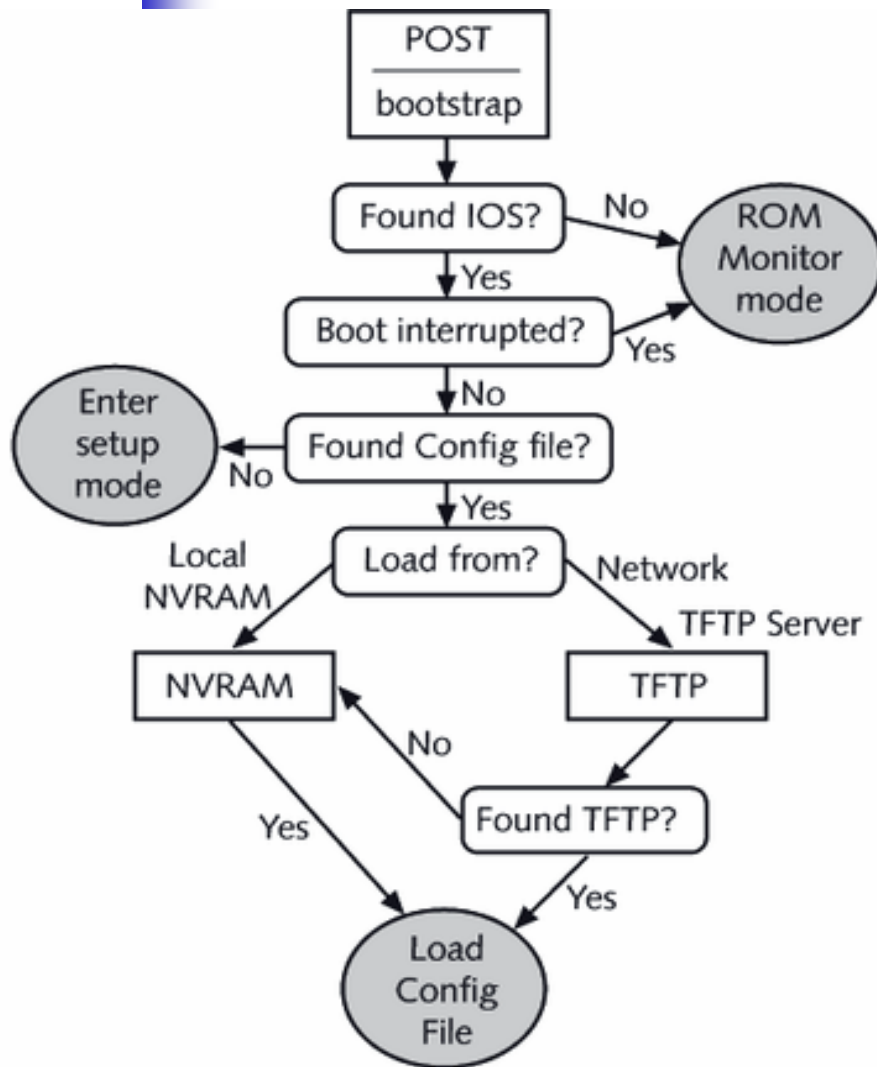 POST
bootstrap
Found IOS?
No
ROM
Monitor
mode
Yes
Boot interrupted?
Yes
No
Enter
setup
mode
Found Config file?
No
Yes
Local
NVRAM
Load from?
Network
TFTP Server
NVRAM
TFTP
No
Found TFTP?
Yes
Yes
Load
Config
File